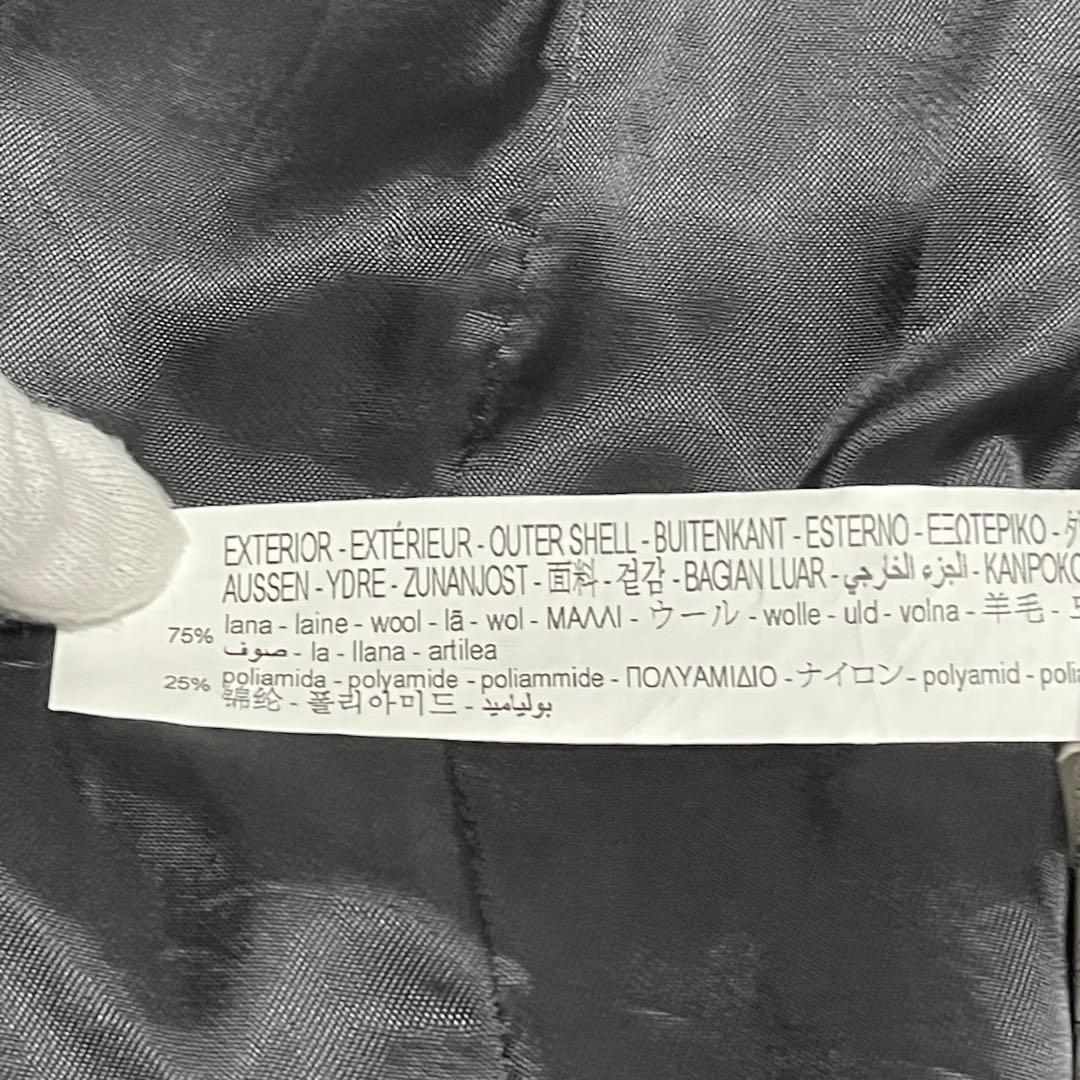 EXTERIOR - EXTÉRIEUR - OUTER SHELL - BUITENKANT - ESTERNO - ΕΞΩΤΕΡΙΚΟ -
AUSSEN - YDRE - ZUNANJOST - 面料 - 겉감 - BAGIAN LUAR - الجزء الخارجي - KANPOKO
75% lana - laine - wool - lã - wol - ΜΑΛΛΙ - ウール - wolle - uld - volna - 羊毛 -
صوف - la - llana - artilea
25% poliamida - polyamide - poliammide - ΠΟΛΥΑΜΙΔΙΟ - ナイロン - polyamid -
锦纶 - 폴리아미드 - بولياميد